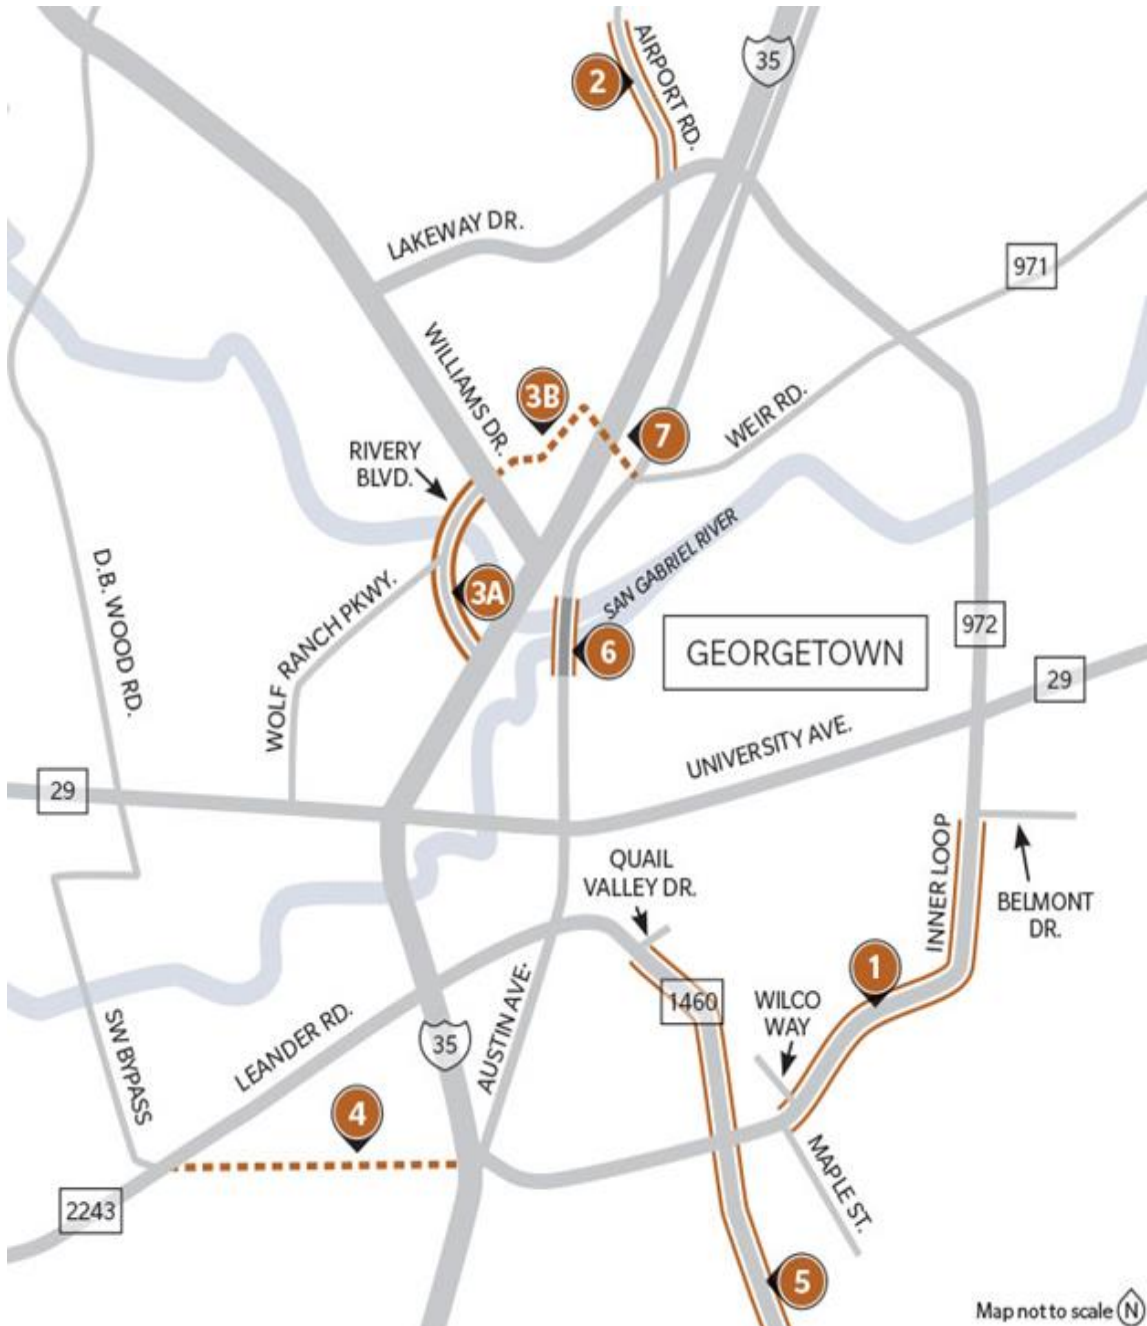 AIRPORT RD.
35
2
LAKEWAY DR.
971
WILLIAMS DR.
3B
7
WEIR RD.
RIVERY
BLVD.
SAN GABRIEL RIVER
D.B. WOOD RD.
3A
WOLF RANCH PKWY.
6
GEORGETOWN
972
29
UNIVERSITY AVE.
29
INNER LOOP
QUAIL
VALLEY DR.
BELMONT
DR.
1
1460
WILCO
WAY
SW BYPASS
LEANDER RD.
35
AUSTIN AVE.
4
MAPLE ST.
2243
5
Map not to scale N